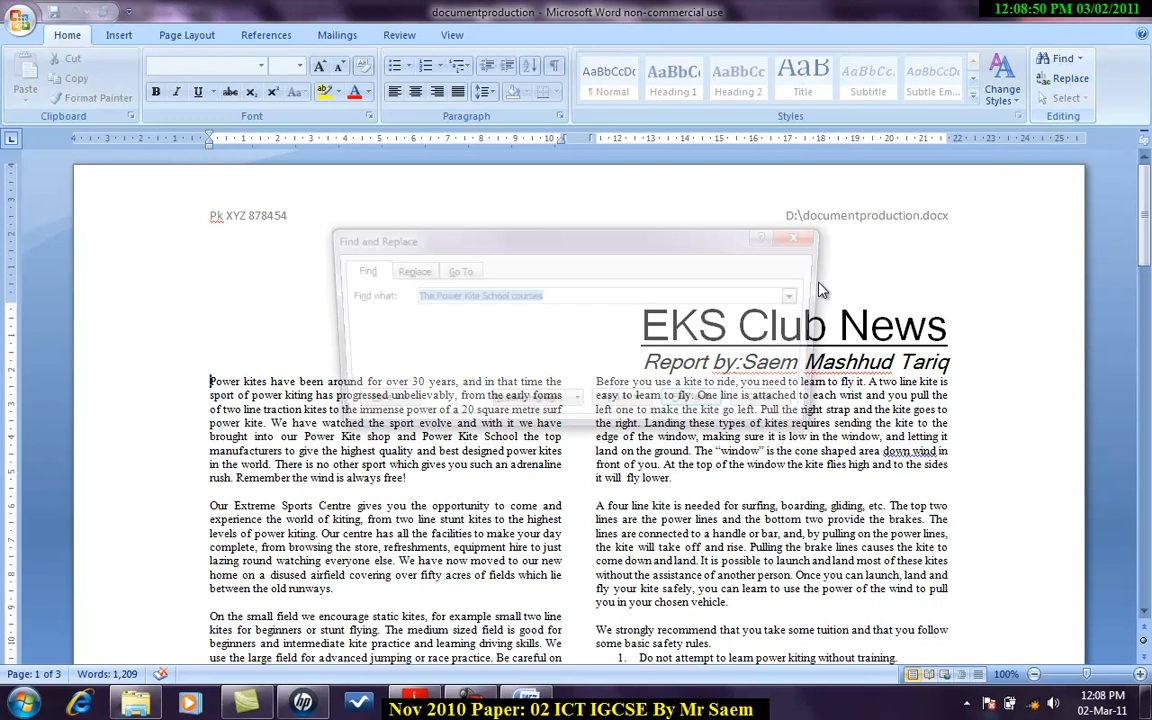 documentproduction - Microsoft Word non-commercial use
12:08:50 PM 03/02/2011
Home Insert Page Layout References Mailings Review View
Paste
Cut
Copy
Format Painter
Clipboard
Font
Paragraph
AaBbCcDc AaBbCc AaBbCc AaB AaBbCc AaBbCcD
¶ Normal Heading 1 Heading 2 Title Subtitle Subtle Em...
Change Styles
Styles
Find
Replace
Select
Editing
Pk XYZ 878454
D:\documentproduction.docx
Find and Replace
Find Replace Go To
Find what: The Power Kite School courses
EKS Club News
Report by:Saem Mashhud Tariq
Power kites have been around for over 30 years, and in that time the
sport of power kiting has progressed unbelievably, from the early forms
of two line traction kites to the immense power of a 20 square metre surf
power kite. We have watched the sport evolve and with it we have
brought into our Power Kite shop and Power Kite School the top
manufacturers to give the highest quality and best designed power kites
in the world. There is no other sport which gives you such an adrenaline
rush. Remember the wind is always free!
Our Extreme Sports Centre gives you the opportunity to come and
experience the world of kiting, from two line stunt kites to the highest
levels of power kiting. Our centre has all the facilities to make your day
complete, from browsing the store, refreshments, equipment hire to just
lazing round watching everyone else. We have now moved to our new
home on a disused airfield covering over fifty acres of fields which lie
between the old runways.
On the small field we encourage static kites, for example small two line
kites for beginners or stunt flying. The medium sized field is good for
beginners and intermediate kite practice and learning driving skills. We
use the large field for advanced jumping or race practice. Be careful on
Before you use a kite to ride, you need to learn to fly it. A two line kite is
easy to learn to fly. One line is attached to each wrist and you pull the
left one to make the kite go left. Pull the right strap and the kite goes to
the right. Landing these types of kites requires sending the kite to the
edge of the window, making sure it is low in the window, and letting it
land on the ground. The “window” is the cone shaped area down wind in
front of you. At the top of the window the kite flies high and to the sides
it will fly lower.
A four line kite is needed for surfing, boarding, gliding, etc. The top two
lines are the power lines and the bottom two provide the brakes. The
lines are connected to a handle or bar, and, by pulling on the power lines,
the kite will take off and rise. Pulling the brake lines causes the kite to
come down and land. It is possible to launch and land most of these kites
without the assistance of another person. Once you can launch, land and
fly your kite safely, you can learn to use the power of the wind to pull
you in your chosen vehicle.
We strongly recommend that you take some tuition and that you follow
some basic safety rules.
1. Do not attempt to learn power kiting without training.
Page: 1 of 3 Words: 1,209
100%
Nov 2010 Paper: 02 ICT IGCSE By Mr Saem
12:08 PM
02-Mar-11